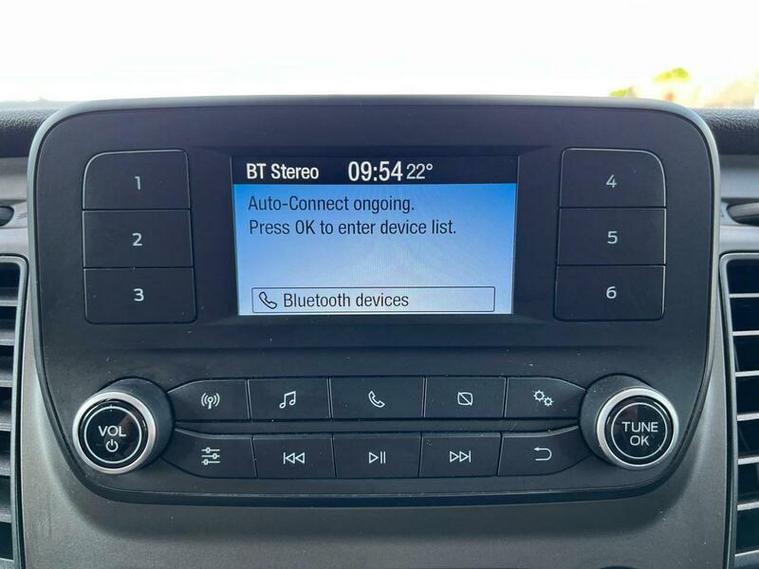 BT Stereo 09:54 22°
Auto-Connect ongoing.
Press OK to enter device list.
Bluetooth devices
1
2
3
4
5
6
VOL
TUNE
OK